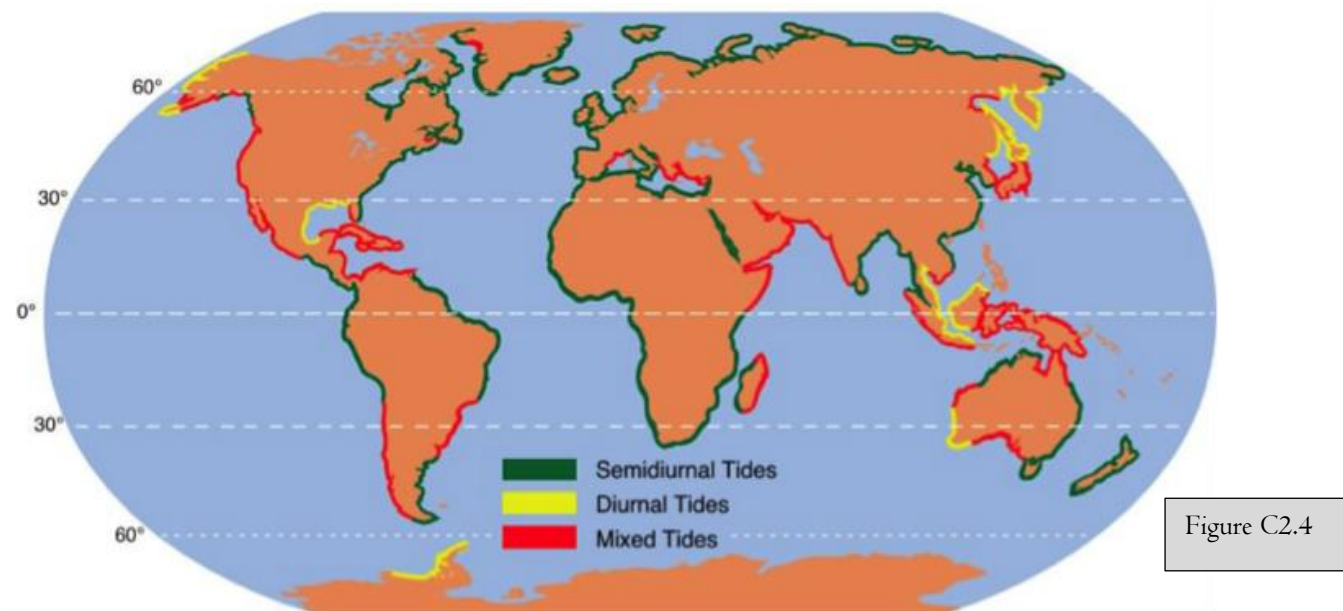 60°
30°
0°
30°
60°
Semidiurnal Tides
Diurnal Tides
Mixed Tides
Figure C2.4